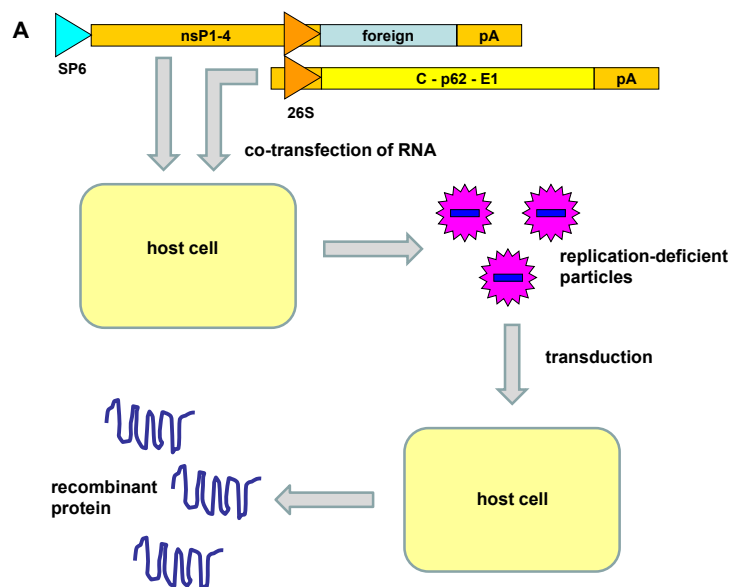 A
nsP1-4 foreign pA
SP6
C - p62 - E1 pA
26S
co-transfection of RNA
host cell
replication-deficient
particles
transduction
recombinant
protein
host cell